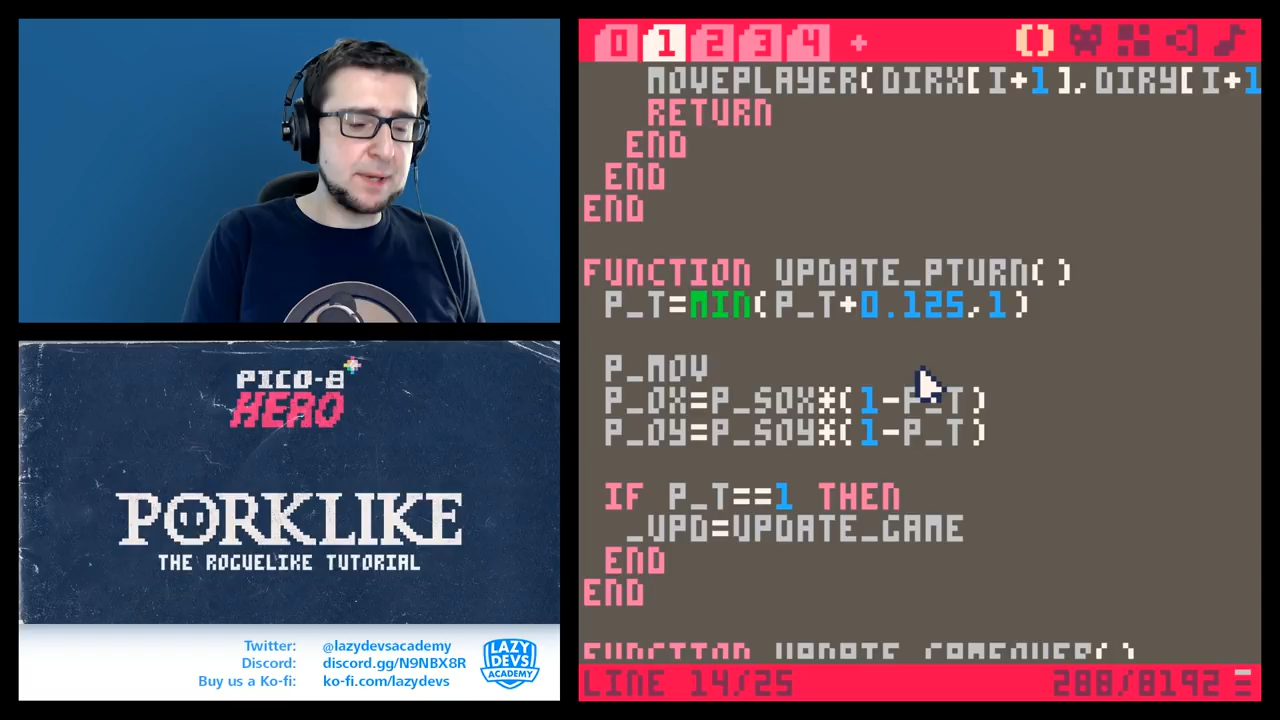 0 1 2 3 4 +
MOVEPLAYER(DIRX[I+1],DIRY[I+1
RETURN
END
END
END
FUNCTION UPDATE_PTURN()
P_T=MIN(P_T+0.125,1)
P_MOV
P_OX=P_SOX*(1-P_T)
P_OY=P_SOY*(1-P_T)
IF P_T==1 THEN
_UPD=UPDATE_GAME
END
END
FUNCTION UPDATE_GAMEOVER()
LINE 14/25
288/8192
PICO-8
HERO
PORKLIKE
THE ROGUELIKE TUTORIAL
Twitter: @lazydevsacademy
Discord: discord.gg/N9NBX8R
Buy us a Ko-fi: ko-fi.com/lazydevs
LAZY
DEVS
ACADEMY